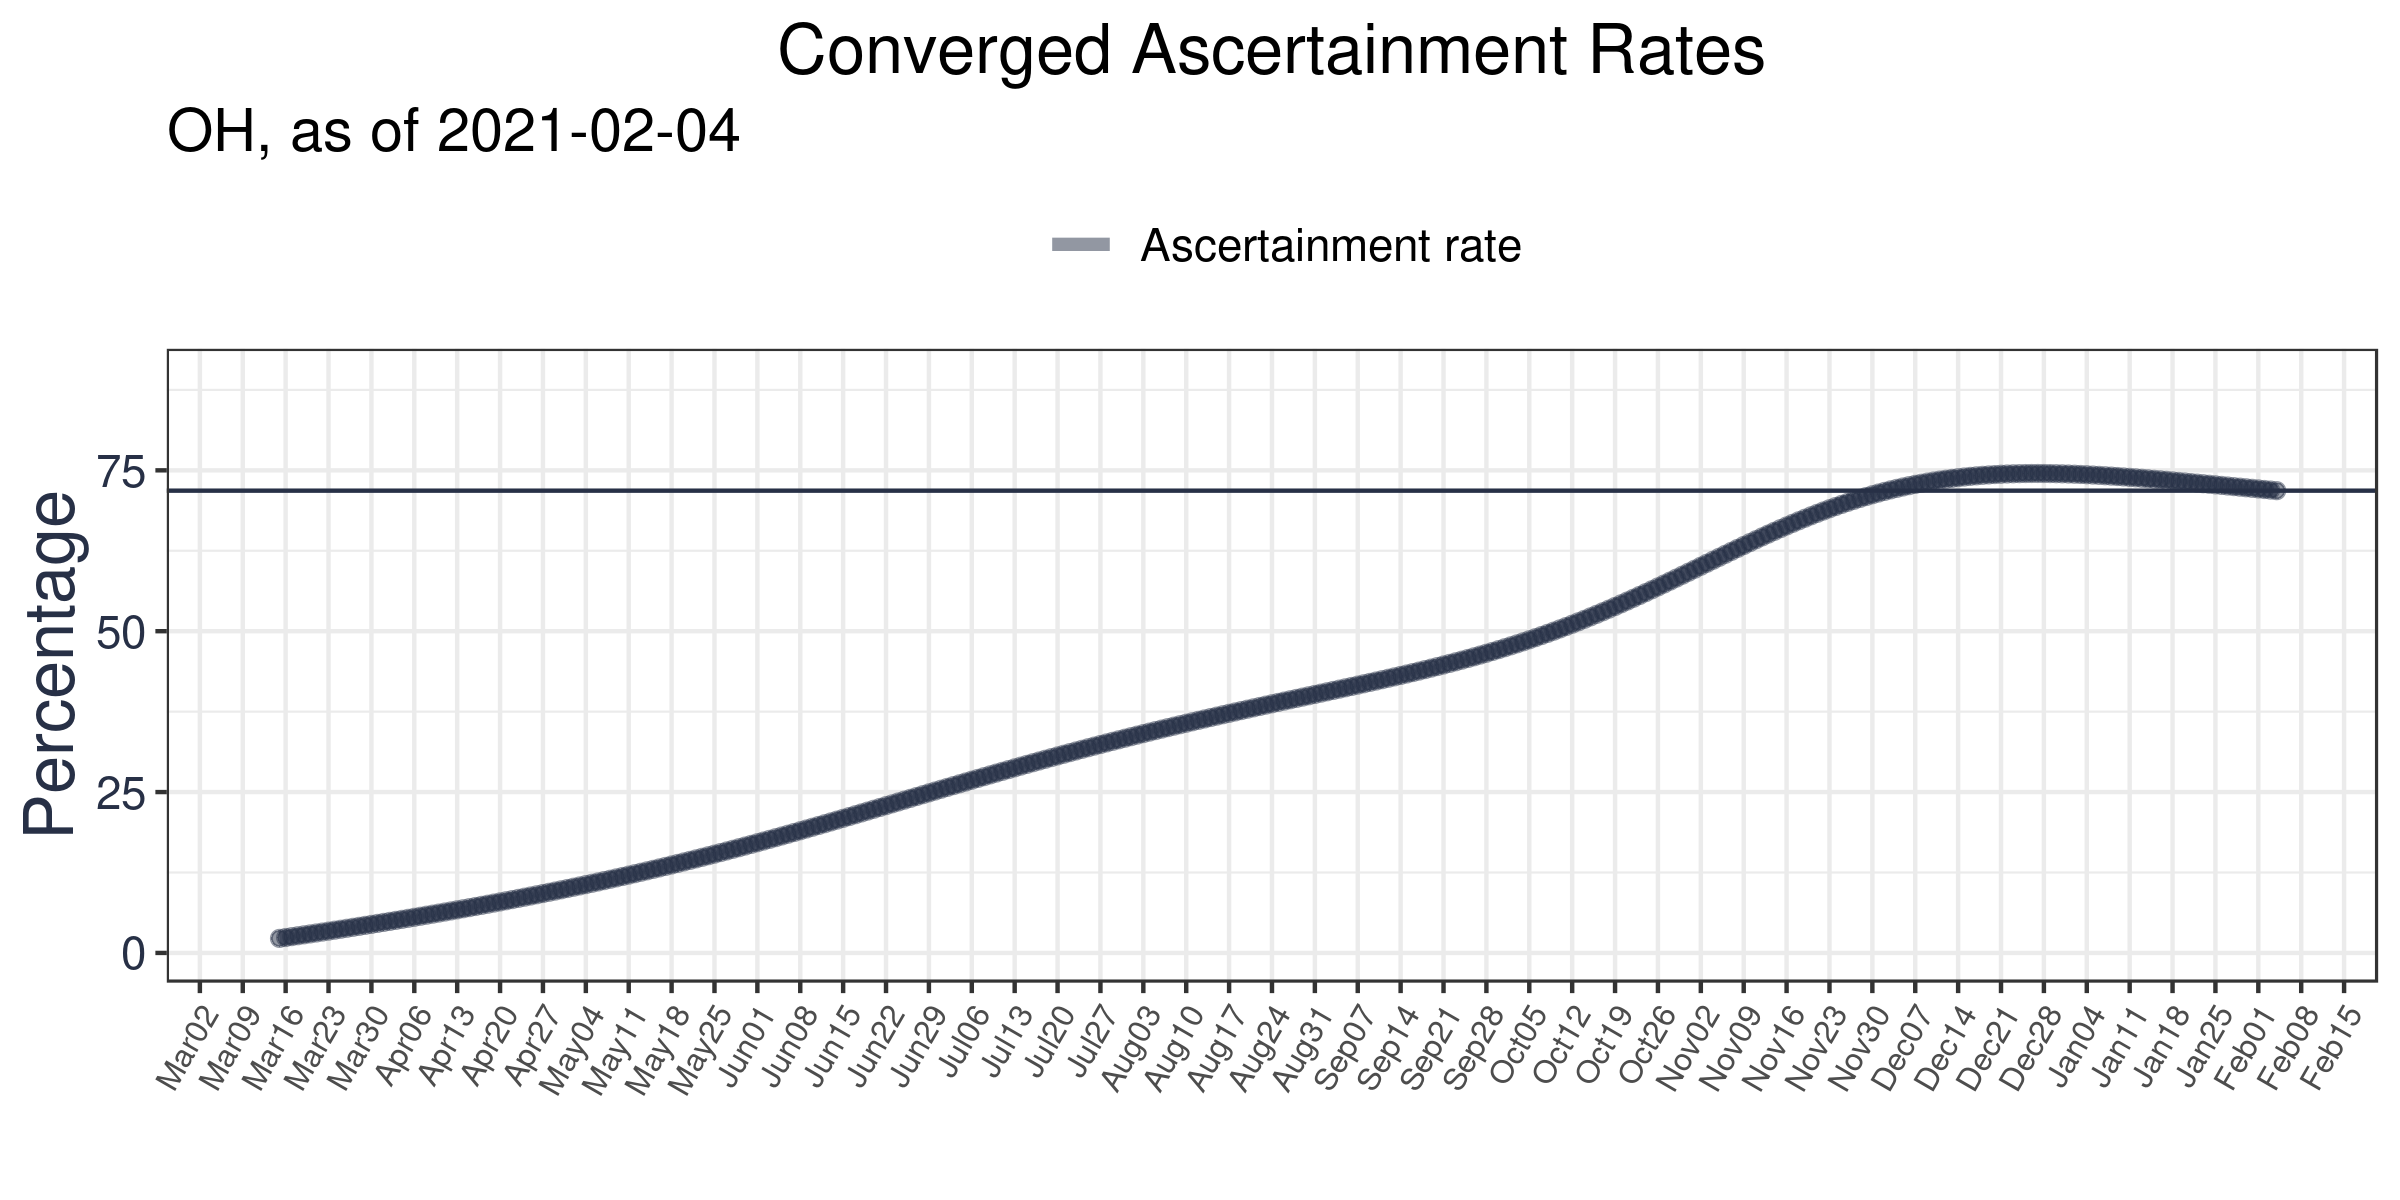 Converged Ascertainment Rates
OH, as of 2021-02-04
Ascertainment rate
Percentage
75
50
25
0
Mar02 Mar09 Mar16 Mar23 Mar30 Apr06 Apr13 Apr20 Apr27 May04 May11 May18 May25 Jun01 Jun08 Jun15 Jun22 Jun29 Jul06 Jul13 Jul20 Jul27 Aug03 Aug10 Aug17 Aug24 Aug31 Sep07 Sep14 Sep21 Sep28 Oct05 Oct12 Oct19 Oct26 Nov02 Nov09 Nov16 Nov23 Nov30 Dec07 Dec14 Dec21 Dec28 Jan04 Jan11 Jan18 Jan25 Feb01 Feb08 Feb15